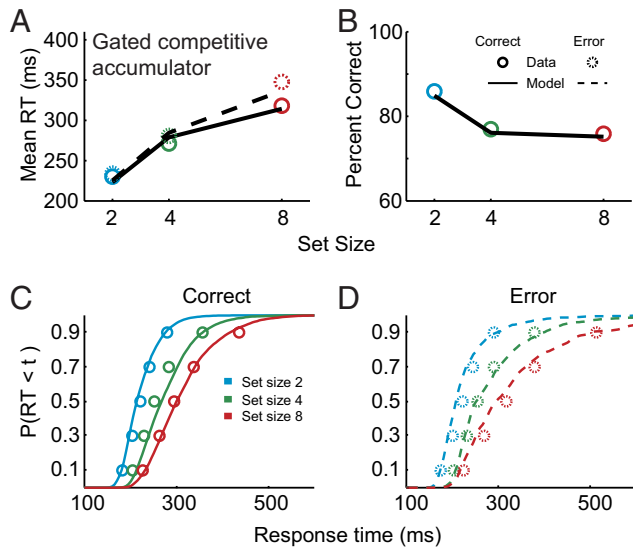 A
Gated competitive
accumulator
Mean RT (ms)
400
350
300
250
200
2
4
8
B
Correct
Error
Data
Model
Percent Correct
100
80
60
2
4
8
Set Size
C
Correct
P(RT < t)
0.9
0.7
0.5
0.3
0.1
Set size 2
Set size 4
Set size 8
100
300
500
D
Error
0.9
0.7
0.5
0.3
0.1
100
300
500
Response time (ms)